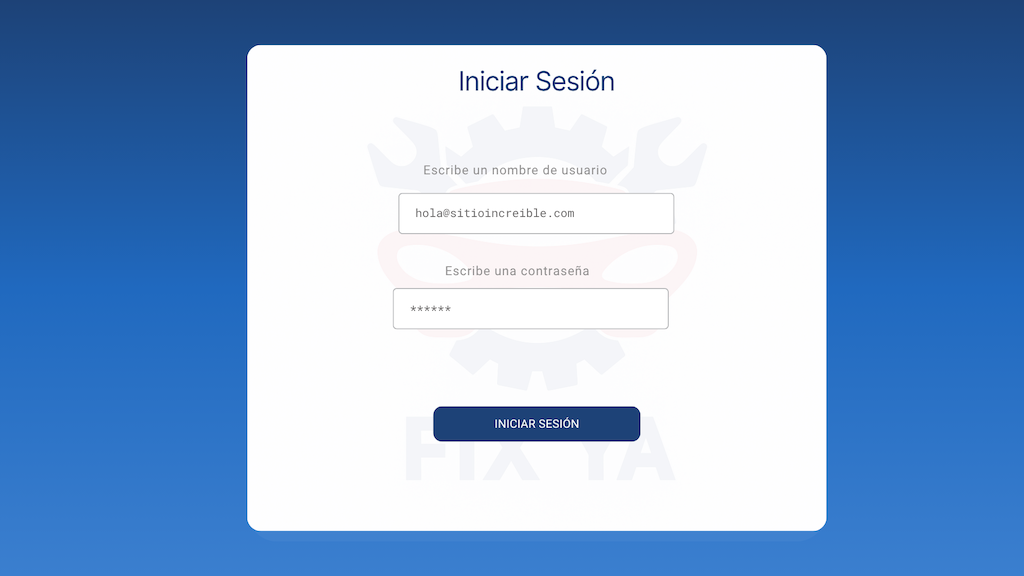 Iniciar Sesión
Escribe un nombre de usuario
hola@sitioincreible.com
Escribe una contraseña
******
INICIAR SESIÓN
FIX YA